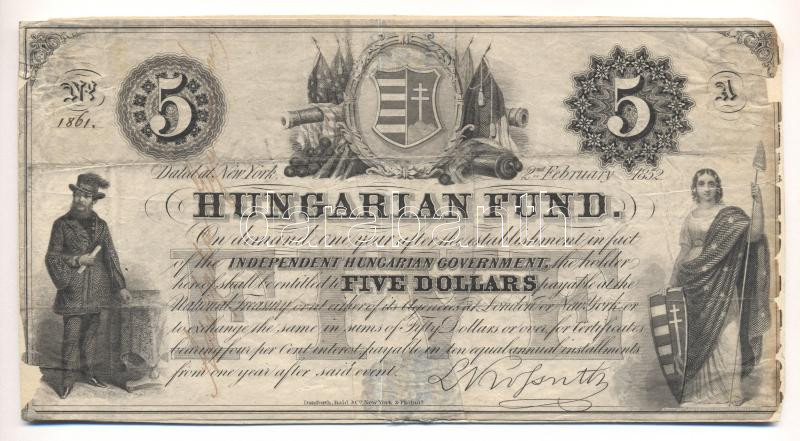 Nº 5 5 A
1861.
Dated at New York, 2nd February 1852
HUNGARIAN FUND.
On demand, one year after the establishment in fact
of the INDEPENDENT HUNGARIAN GOVERNMENT, the holder
hereof shall be entitled to FIVE DOLLARS payable at the
National Treasury or at either of its Agencies at London or New York, or
to exchange the same in sums of Fifty Dollars or over, for Certificates
bearing four per Cent interest payable in ten equal annual installments
from one year after said event.
L Kossuth
Danforth, Bald & Co. New York & Philada.